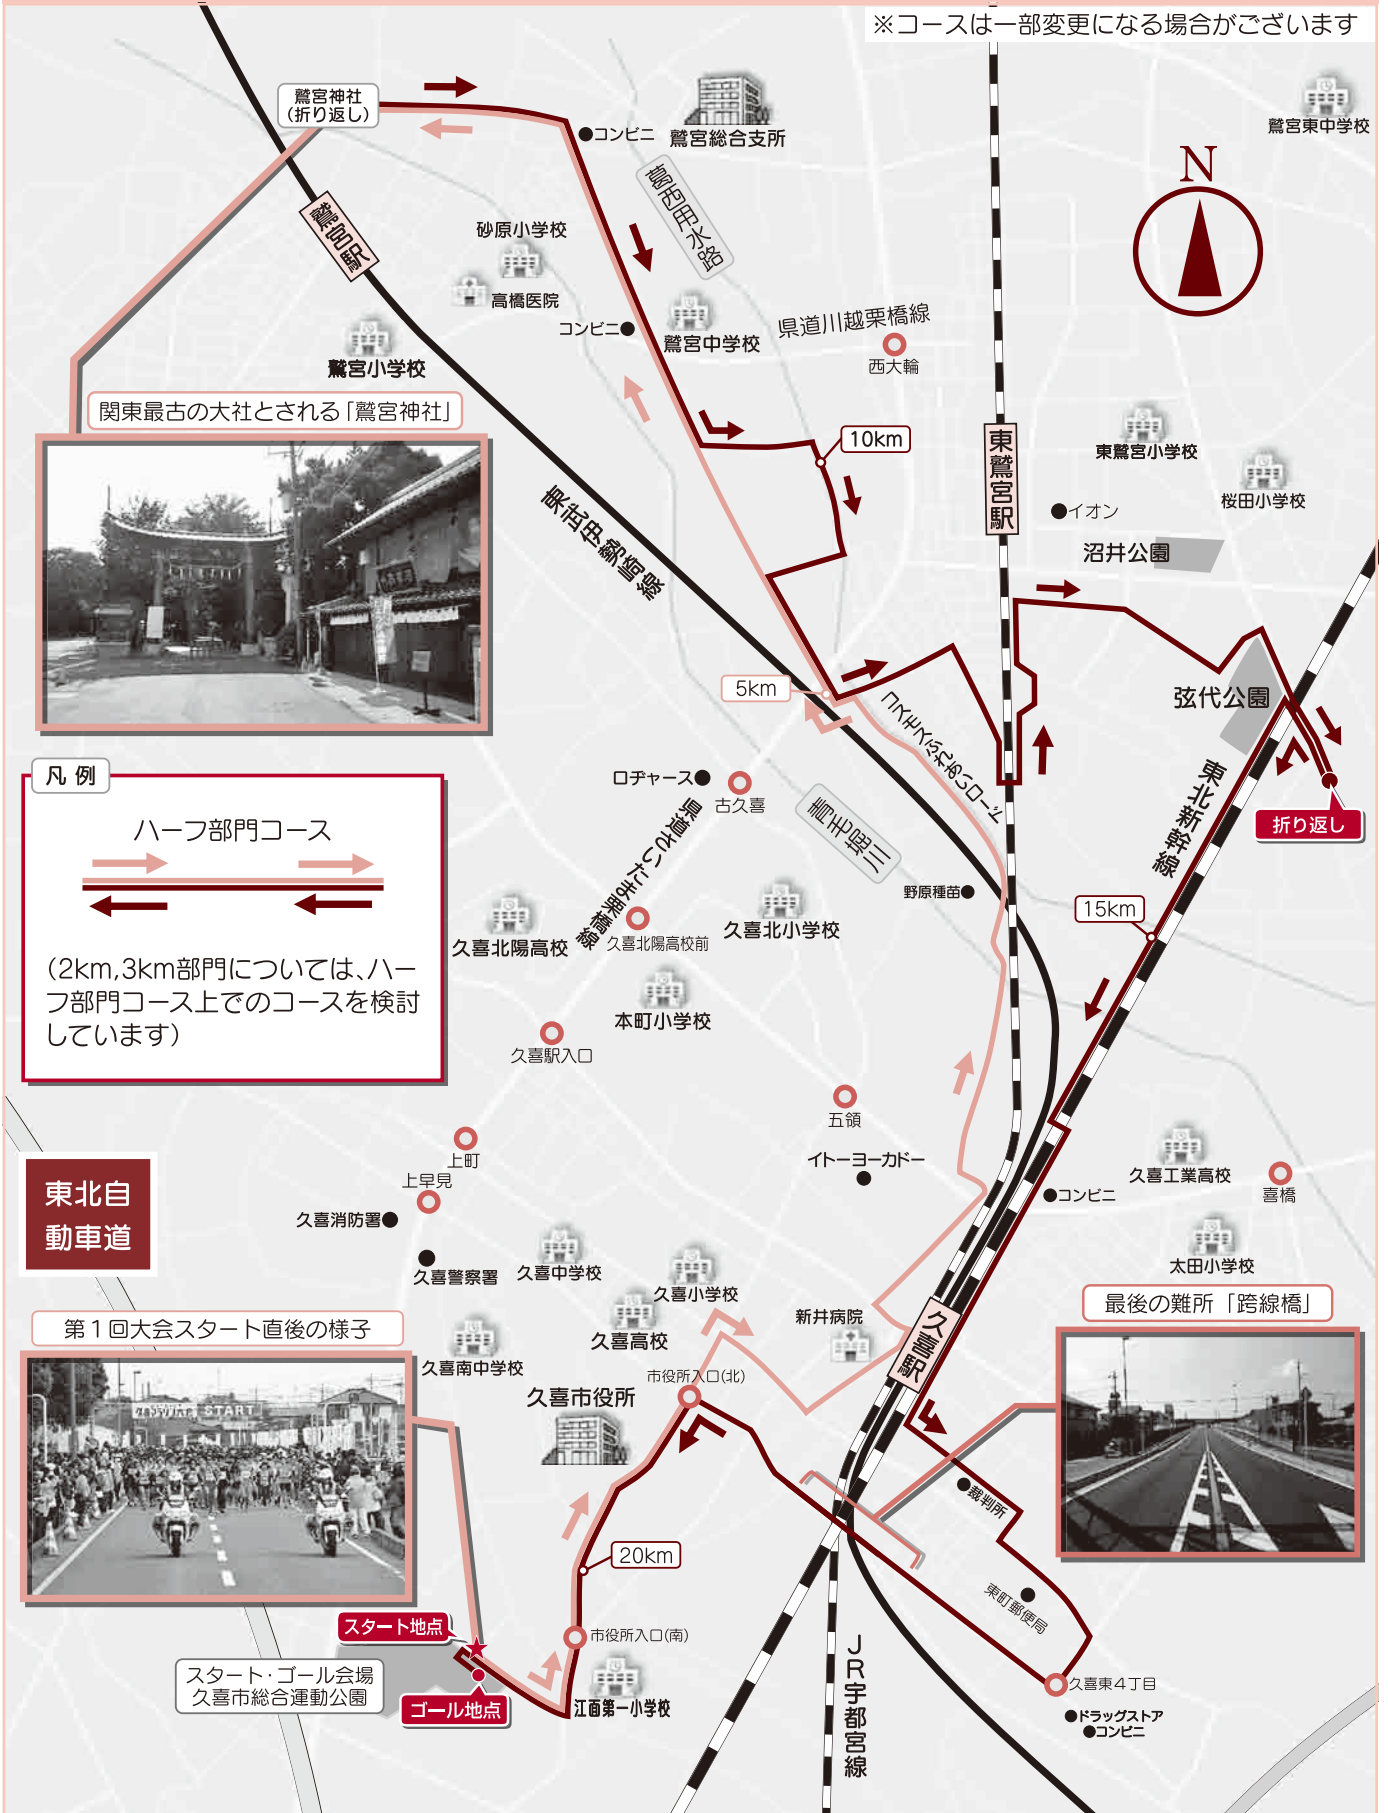 ※コースは一部変更になる場合がございます
鷲宮神社
（折り返し）
コンビニ
鷲宮総合支所
鷲宮東中学校
N
葛西用水路
鷲宮駅
砂原小学校
高橋医院
コンビニ
鷲宮中学校
県道川越栗橋線
西大輪
鷲宮小学校
関東最古の大社とされる「鷲宮神社」
10km
東鷲宮駅
東鷲宮小学校
桜田小学校
イオン
沼井公園
東武伊勢崎線
5km
コスモスふれあいロード
弦代公園
折り返し
東北新幹線
凡 例
ハーフ部門コース
（2km,3km部門については、ハー
フ部門コース上でのコースを検討
しています）
ロヂャース
古久喜
県道さいたま栗橋線
青毛堀川
野原種苗
15km
久喜北陽高校
久喜北陽高校前
久喜北小学校
本町小学校
久喜駅入口
五領
イトーヨーカドー
上町
上早見
久喜消防署
久喜警察署
東北自
動車道
コンビニ
久喜工業高校
喜橋
太田小学校
久喜中学校
久喜小学校
久喜高校
新井病院
久喜駅
最後の難所「跨線橋」
第１回大会スタート直後の様子
START
久喜南中学校
市役所入口(北)
久喜市役所
裁判所
20km
東町郵便局
スタート地点
市役所入口(南)
スタート・ゴール会場
久喜市総合運動公園
ゴール地点
江面第一小学校
JR宇都宮線
久喜東４丁目
ドラッグストア
コンビニ